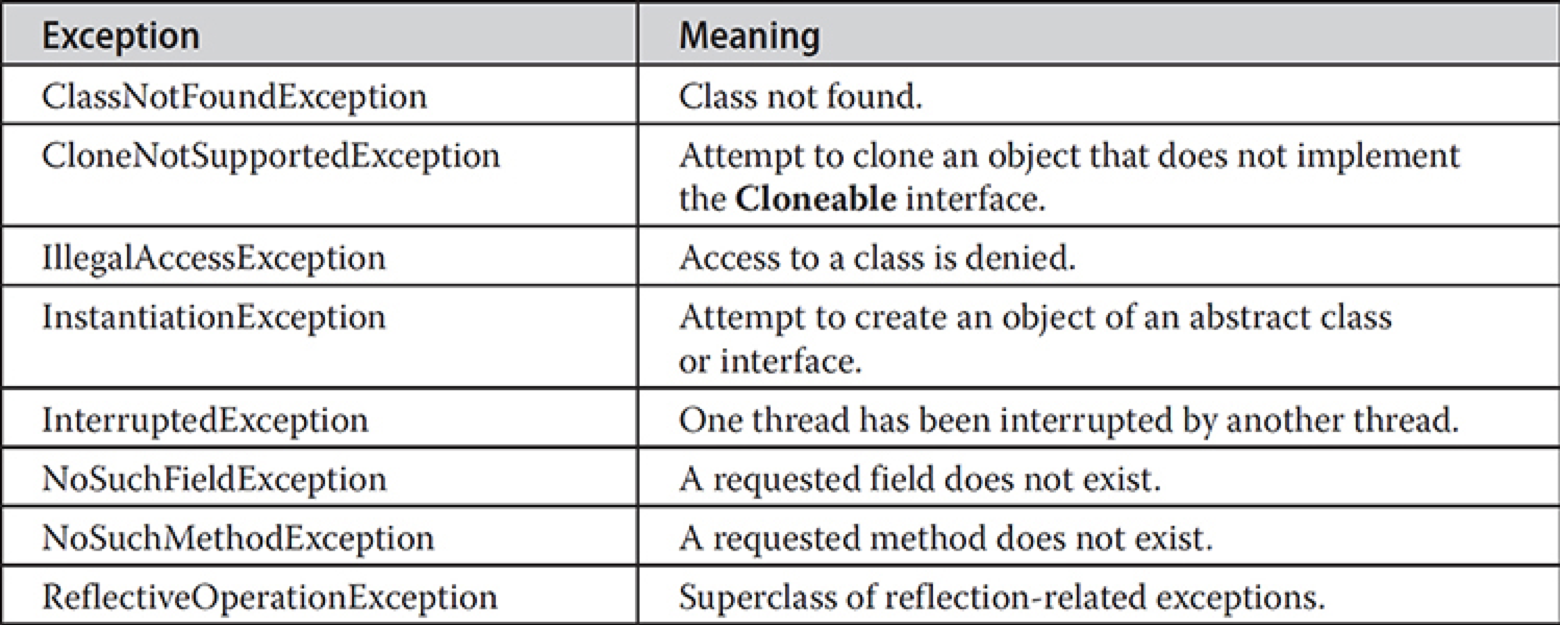 Exception Meaning
ClassNotFoundException Class not found.
CloneNotSupportedException Attempt to clone an object that does not implement
the Cloneable interface.
IllegalAccessException Access to a class is denied.
InstantiationException Attempt to create an object of an abstract class
or interface.
InterruptedException One thread has been interrupted by another thread.
NoSuchFieldException A requested field does not exist.
NoSuchMethodException A requested method does not exist.
ReflectiveOperationException Superclass of reflection-related exceptions.